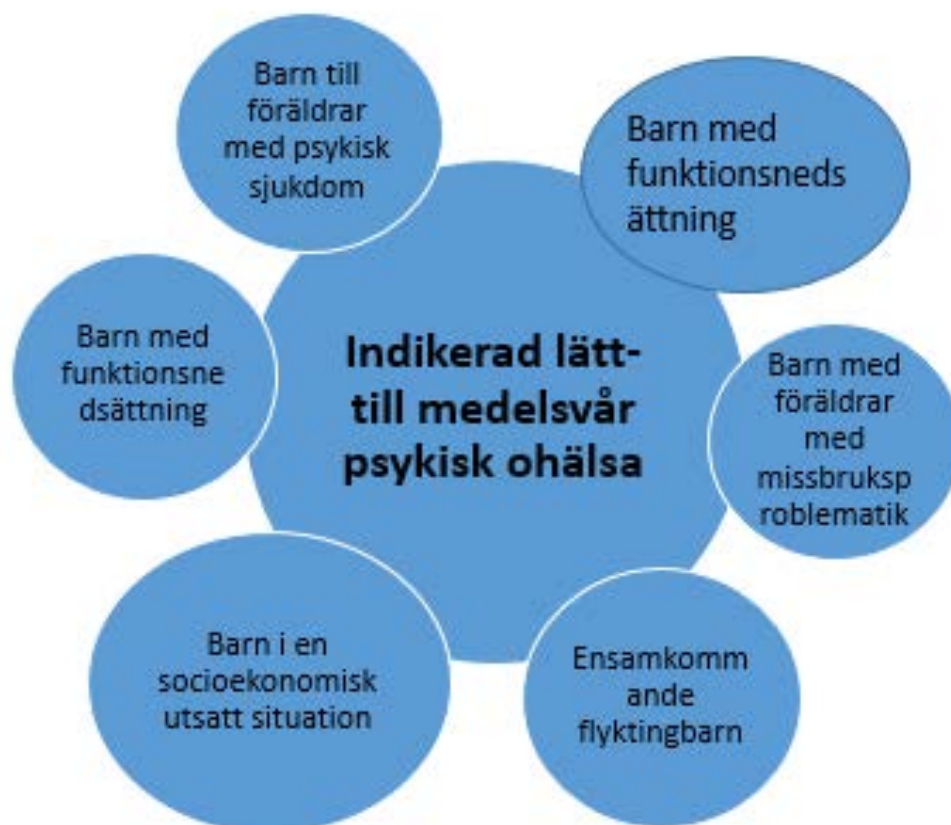 Barn till
föräldrar
med psykisk
sjukdom
Barn med
funktionsneds
ättning
Barn med
funktionsne
dsättning
Indikerad lätt-
till medelsvår
psykisk ohälsa
Barn med
föräldrar
med
missbruksp
roblematik
Barn i en
socioekonomisk
utsatt situation
Ensamkomm
ande
flyktingbarn